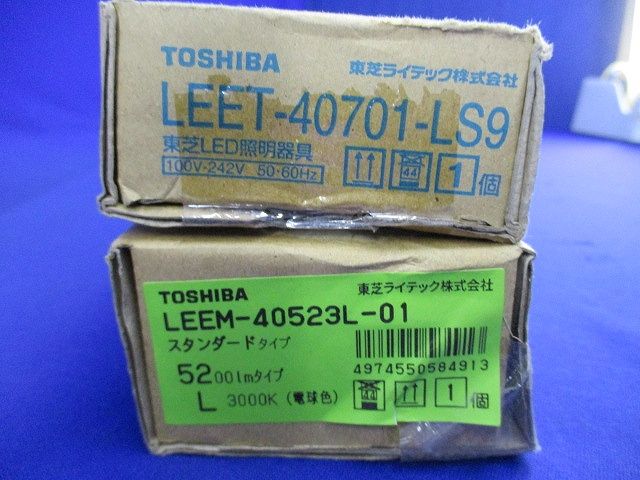 TOSHIBA 東芝ライテック株式会社
LEET-40701-LS9
東芝LED照明器具
100V-242V 50・60Hz
44 1個
TOSHIBA 東芝ライテック株式会社
LEEM-40523L-01
スタンダードタイプ
5200lmタイプ
4974550584913
L 3000K (電球色) 44 1個